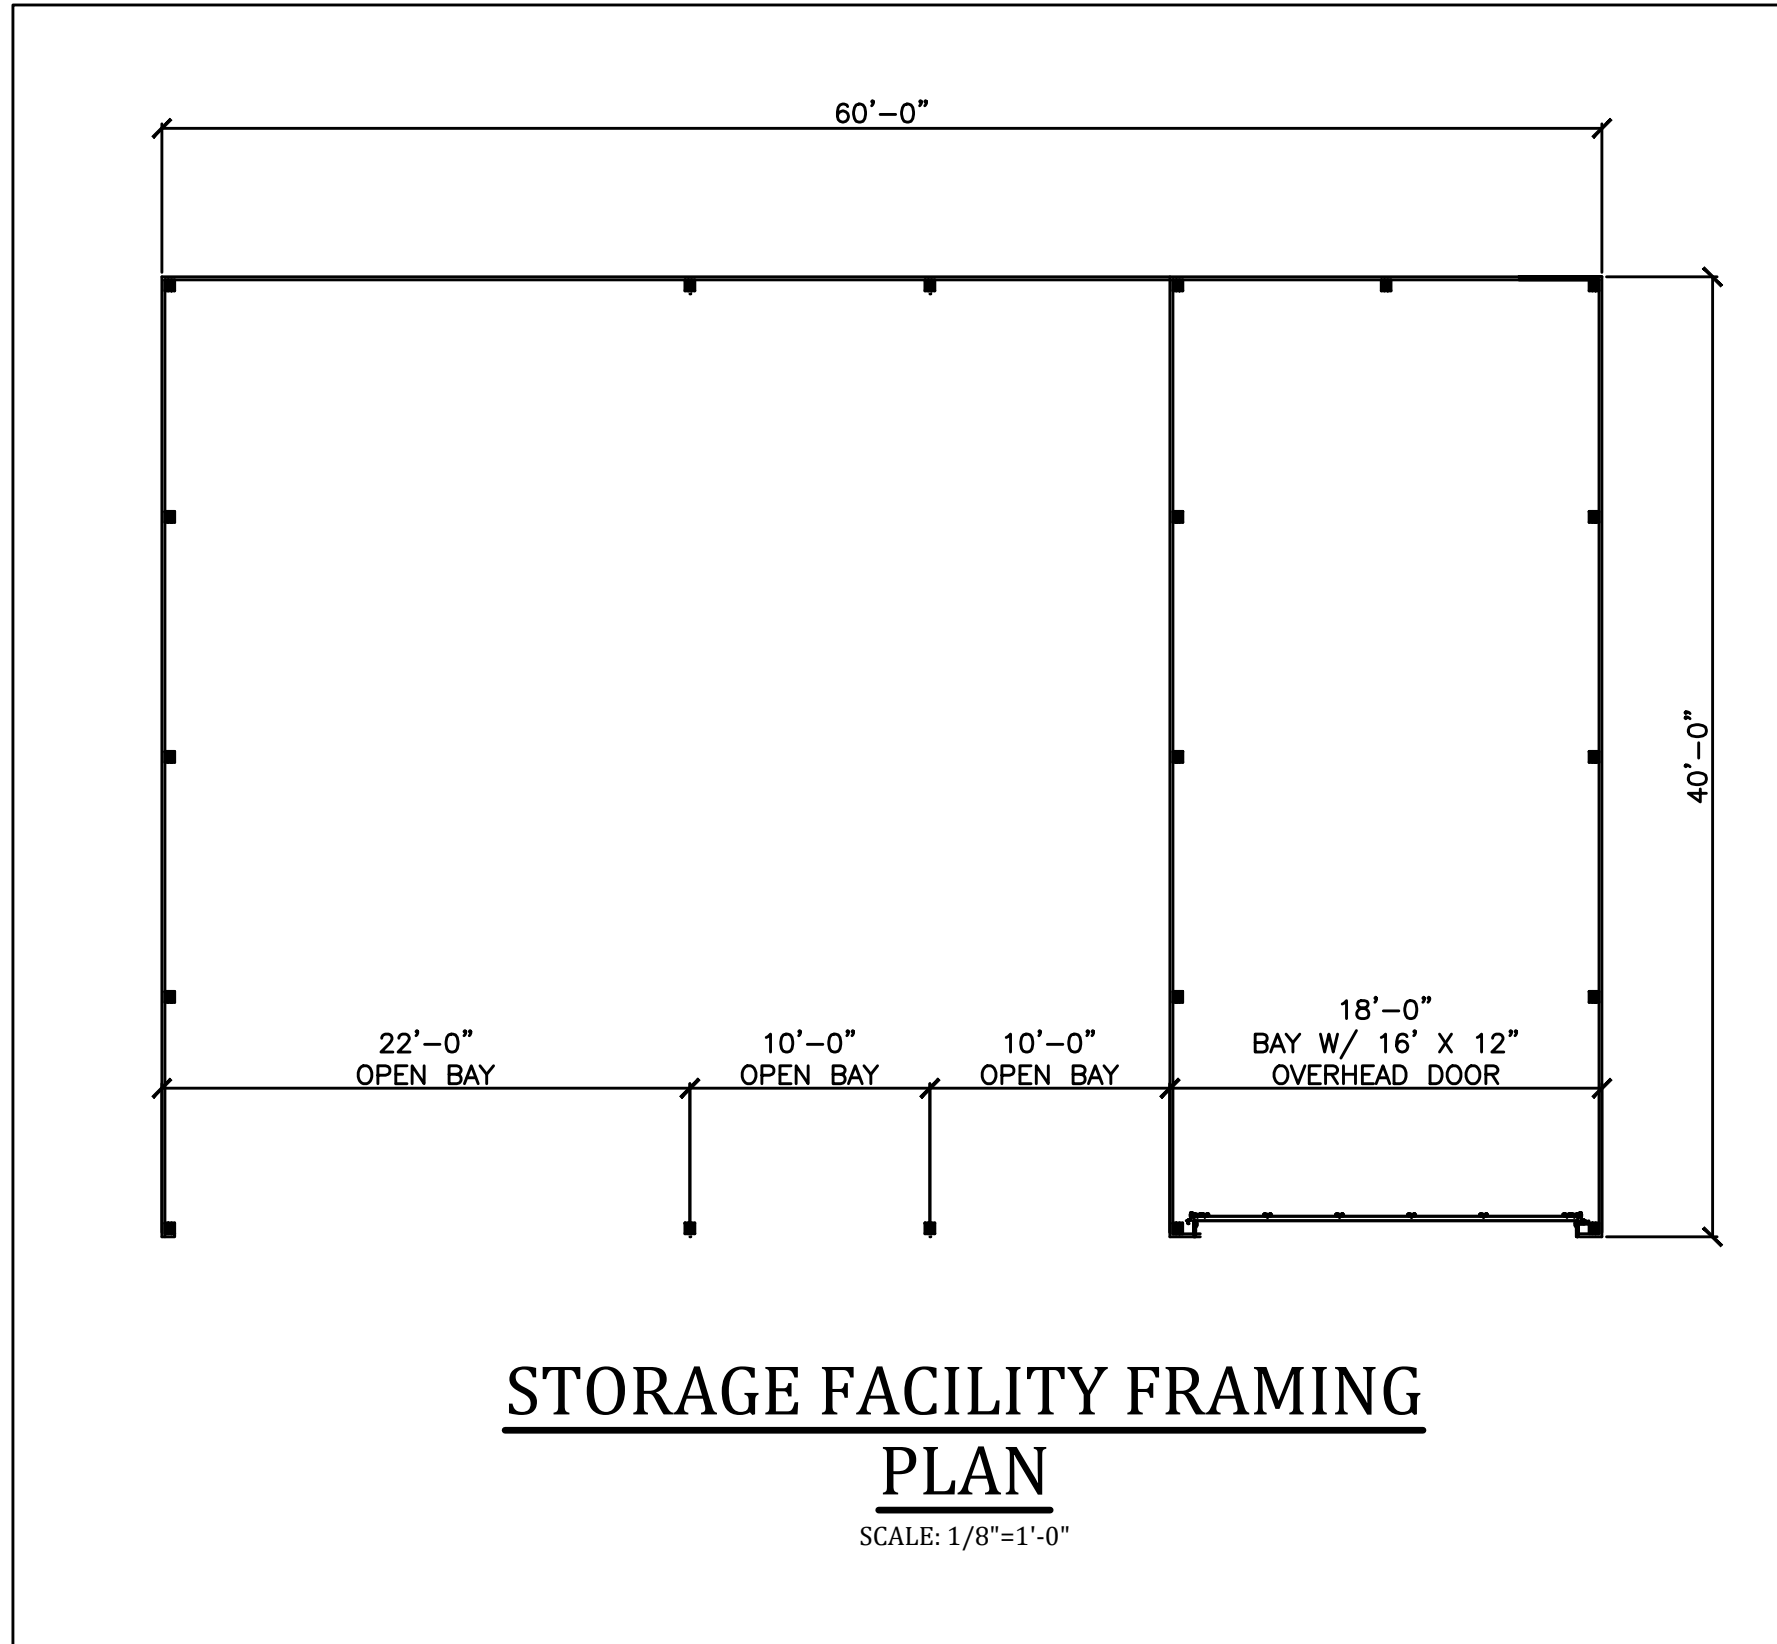 60'-0"
40'-0"
22'-0"
OPEN BAY
10'-0"
OPEN BAY
10'-0"
OPEN BAY
18'-0"
BAY W/ 16' X 12"
OVERHEAD DOOR
STORAGE FACILITY FRAMING
PLAN
SCALE: 1/8"=1'-0"